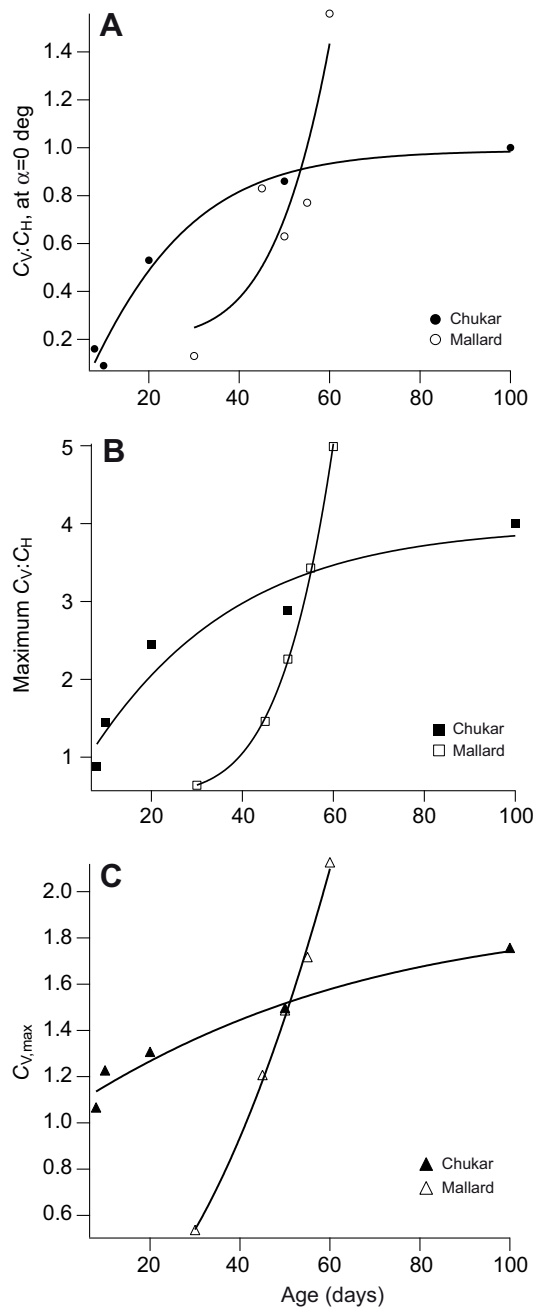 A
1.4
1.2
1.0
0.8
0.6
0.4
0.2
CV:CH, at α=0 deg
Chukar
Mallard
20 40 60 80 100
B
5
4
3
2
1
Maximum CV:CH
Chukar
Mallard
20 40 60 80 100
C
2.0
1.8
1.6
1.4
1.2
1.0
0.8
0.6
CV,max
Chukar
Mallard
20 40 60 80 100
Age (days)